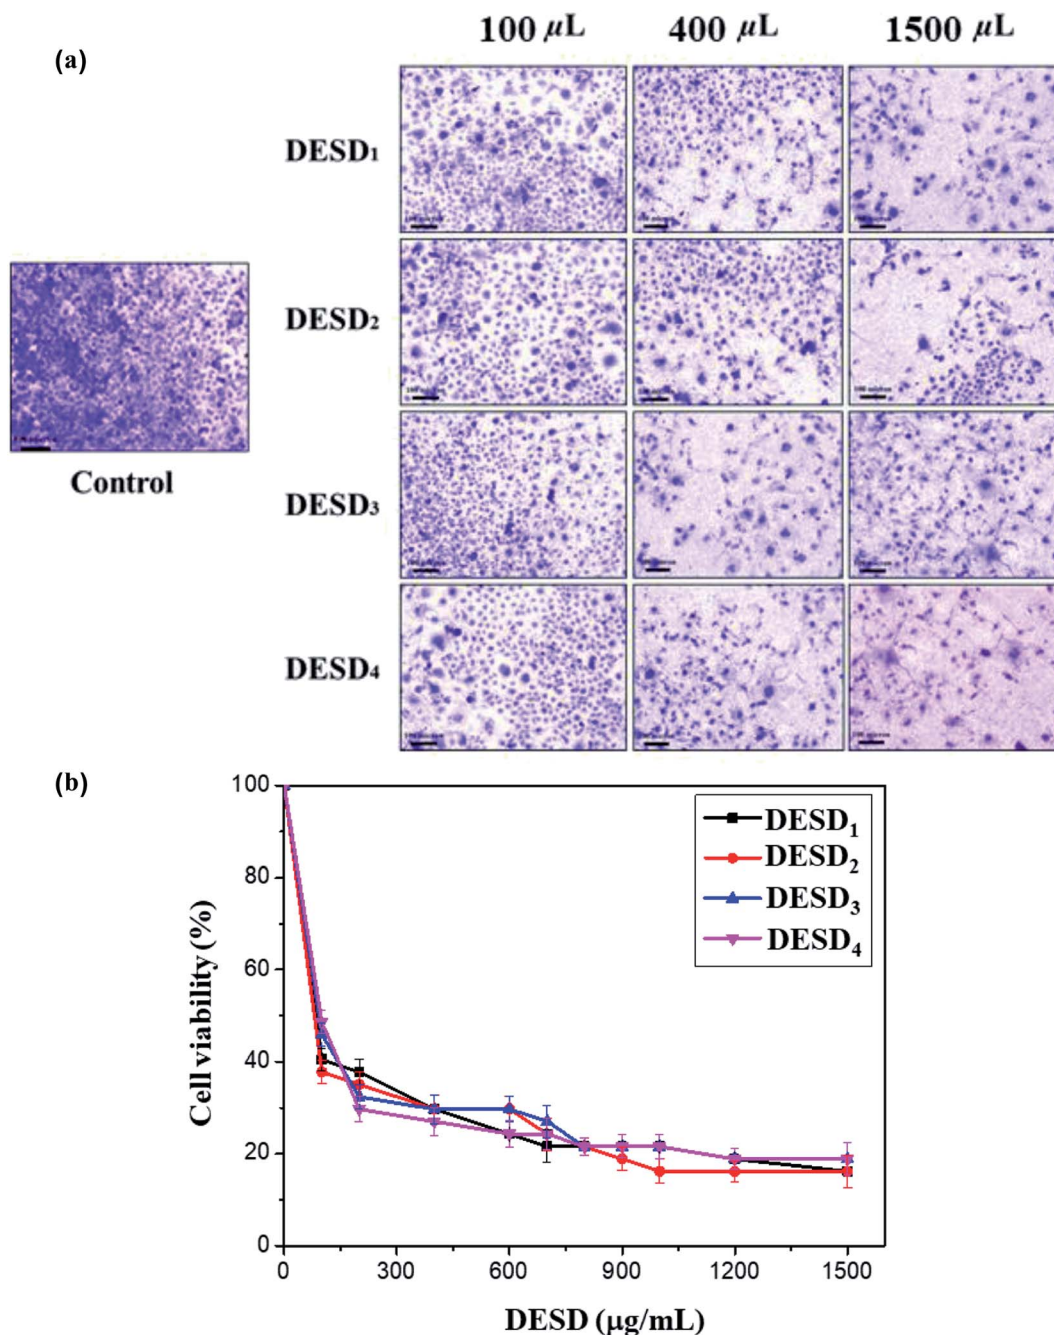 100 µL 400 µL 1500 µL
(a)
DESD1
DESD2
Control
DESD3
DESD4
(b)
100
80
60
40
20
0
Cell viability (%)
DESD1
DESD2
DESD3
DESD4
0 300 600 900 1200 1500
DESD (µg/mL)